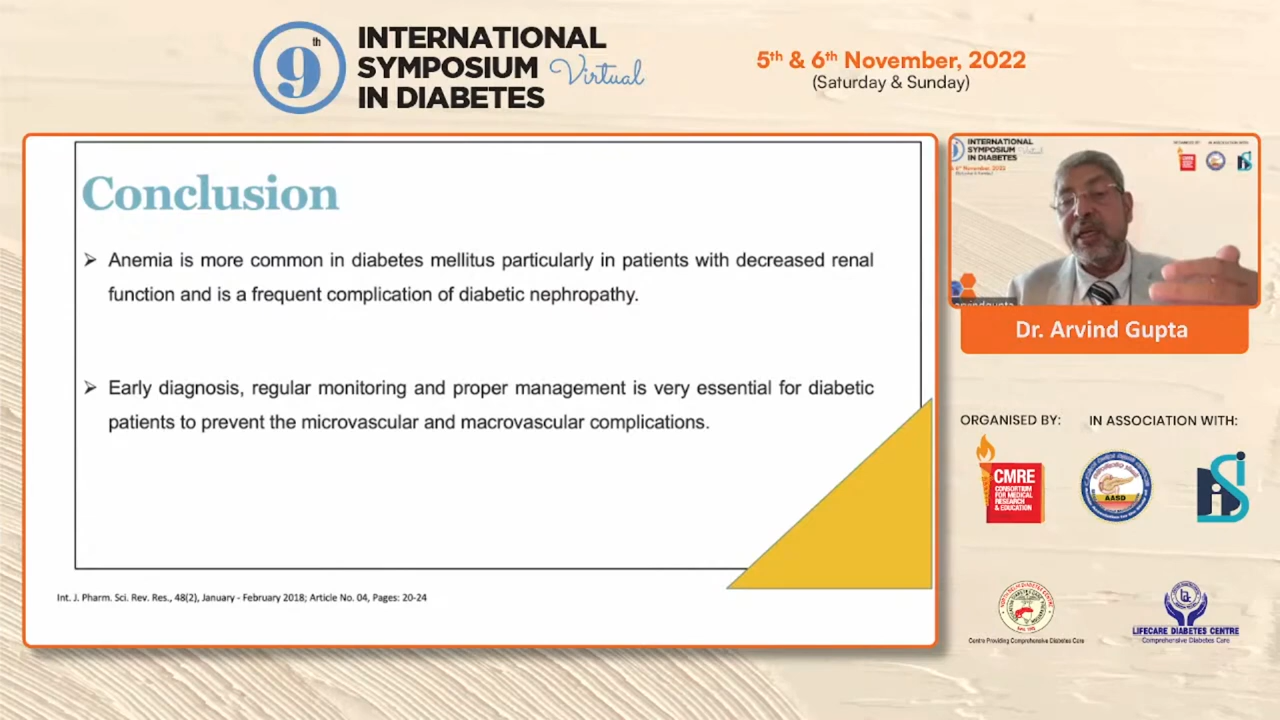 9th
INTERNATIONAL
SYMPOSIUM Virtual
IN DIABETES
5th & 6th November, 2022
(Saturday & Sunday)
Conclusion
➢ Anemia is more common in diabetes mellitus particularly in patients with decreased renal
function and is a frequent complication of diabetic nephropathy.
➢ Early diagnosis, regular monitoring and proper management is very essential for diabetic
patients to prevent the microvascular and macrovascular complications.
Int. J. Pharm. Sci. Rev. Res., 48(2), January - February 2018; Article No. 04, Pages: 20-24
INTERNATIONAL
SYMPOSIUM Virtual
IN DIABETES
Dr. Arvind Gupta
ORGANISED BY:
IN ASSOCIATION WITH:
CMRE
CONSORTIUM
FOR MEDICAL
RESEARCH
& EDUCATION
AASD
Centre Providing Comprehensive Diabetes Care
LIFECARE DIABETES CENTRE
Comprehensive Diabetes Care